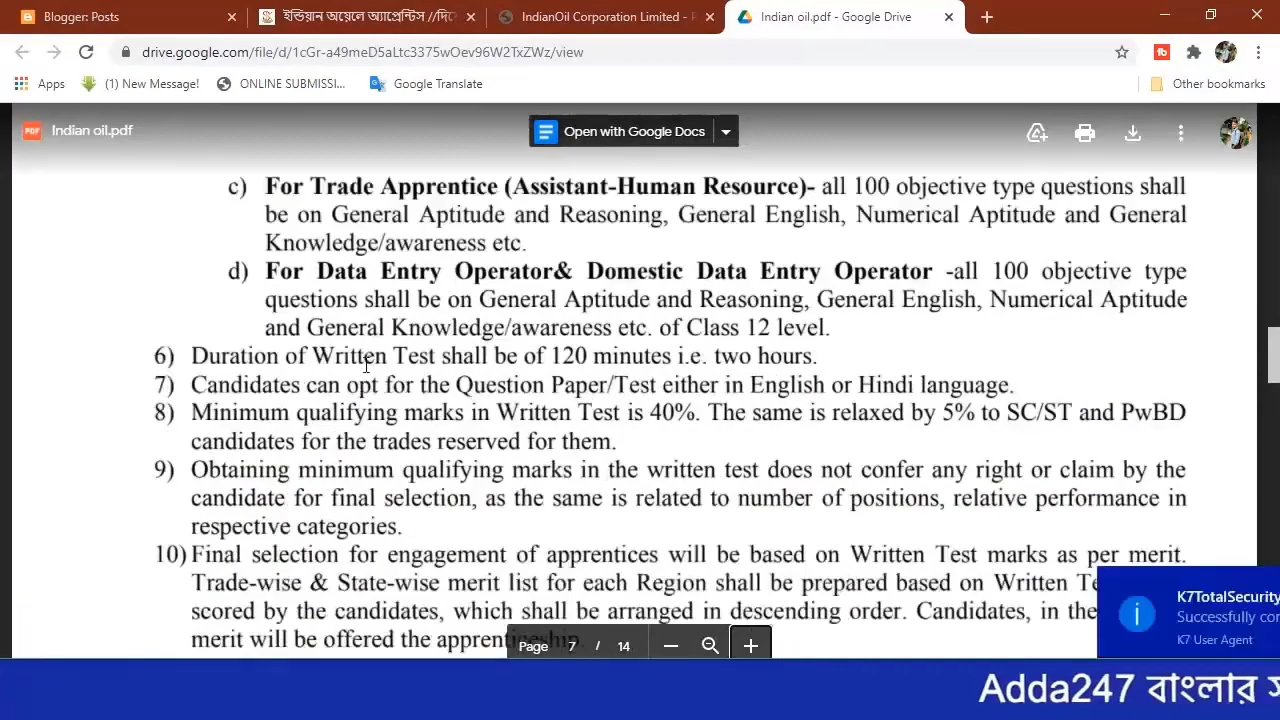 Blogger: Posts
ইন্ডিয়ান অয়েলে অ্যাপ্রেন্টিস //দি
IndianOil Corporation Limited -
Indian oil.pdf - Google Drive
drive.google.com/file/d/1cGr-a49meD5aLtc3375wOev96W2TxZWz/view
Apps
(1) New Message!
ONLINE SUBMISSI...
Google Translate
Other bookmarks
PDF
Indian oil.pdf
Open with Google Docs
c) For Trade Apprentice (Assistant-Human Resource)- all 100 objective type questions shall
be on General Aptitude and Reasoning, General English, Numerical Aptitude and General
Knowledge/awareness etc.
d) For Data Entry Operator& Domestic Data Entry Operator -all 100 objective type
questions shall be on General Aptitude and Reasoning, General English, Numerical Aptitude
and General Knowledge/awareness etc. of Class 12 level.
6) Duration of Written Test shall be of 120 minutes i.e. two hours.
7) Candidates can opt for the Question Paper/Test either in English or Hindi language.
8) Minimum qualifying marks in Written Test is 40%. The same is relaxed by 5% to SC/ST and PwBD
candidates for the trades reserved for them.
9) Obtaining minimum qualifying marks in the written test does not confer any right or claim by the
candidate for final selection, as the same is related to number of positions, relative performance in
respective categories.
10) Final selection for engagement of apprentices will be based on Written Test marks as per merit.
Trade-wise & State-wise merit list for each Region shall be prepared based on Written
scored by the candidates, which shall be arranged in descending order. Candidates, in the
merit will be offered the apprenticeship.
Page 7 / 14
K7TotalSecurity
Successfully
K7 User Agent
Adda247 বাংলার